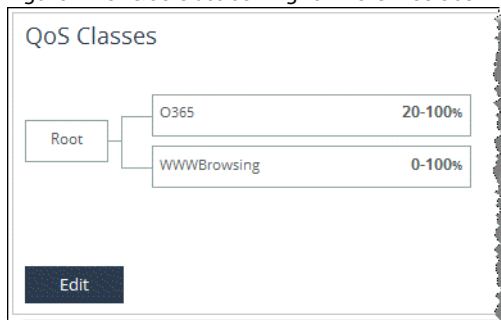 QoS Classes
O365 20-100%
Root
WWWBrowsing 0-100%
Edit